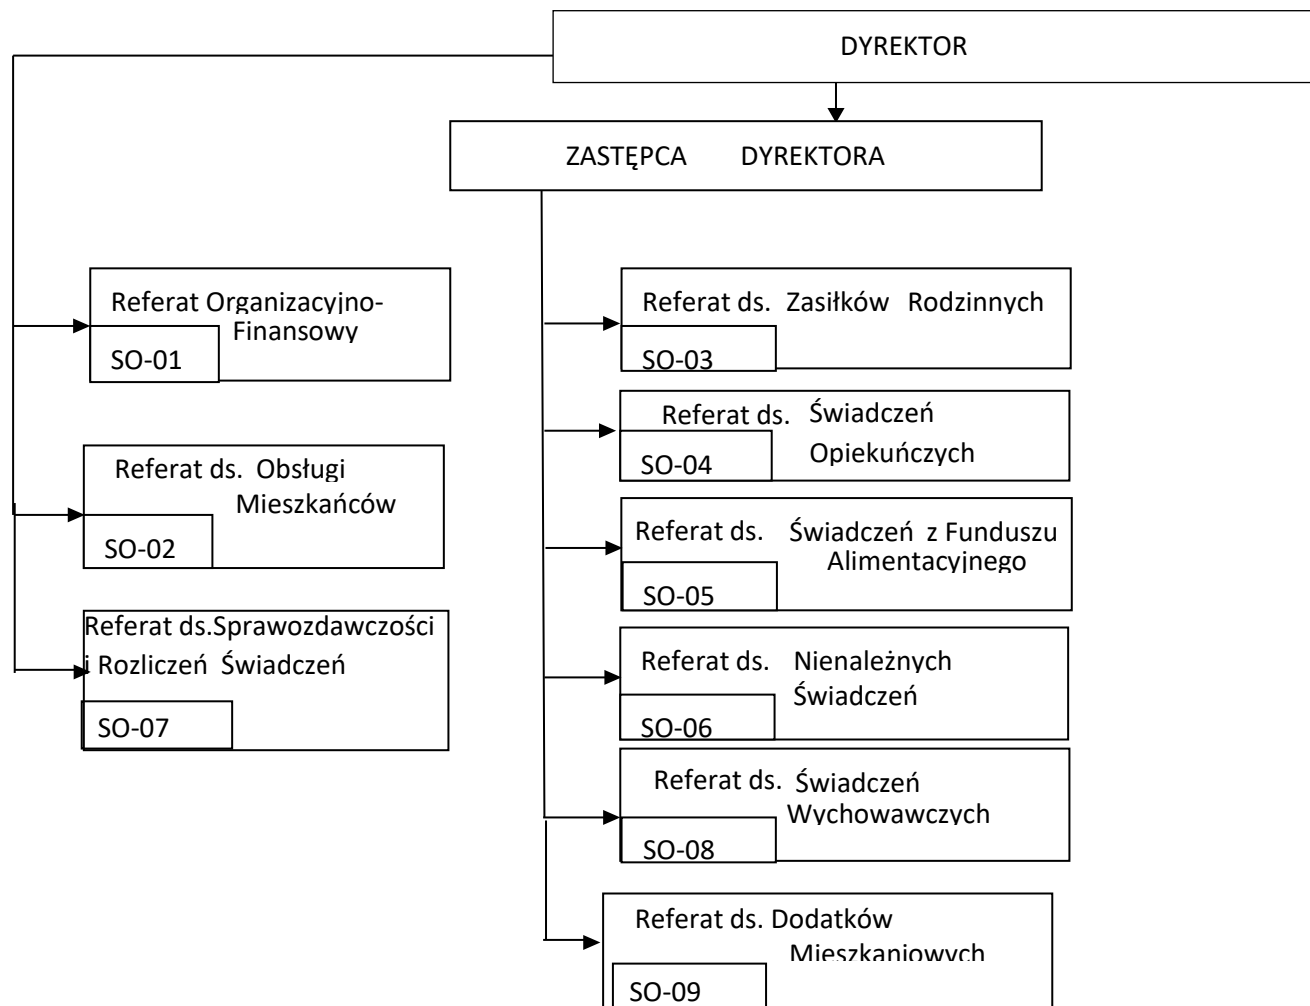 DYREKTOR
ZASTĘPCA DYREKTORA
Referat Organizacyjno-
Finansowy
SO-01
Referat ds. Obsługi
Mieszkańców
SO-02
Referat ds.Sprawozdawczości
i Rozliczeń Świadczeń
SO-07
Referat ds. Zasiłków Rodzinnych
SO-03
Referat ds. Świadczeń
Opiekuńczych
SO-04
Referat ds. Świadczeń z Funduszu
Alimentacyjnego
SO-05
Referat ds. Nienależnych
Świadczeń
SO-06
Referat ds. Świadczeń
Wychowawczych
SO-08
Referat ds. Dodatków
Mieszkaniowych
SO-09